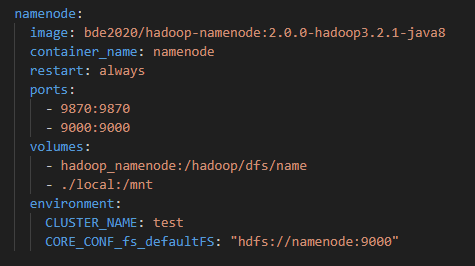 namenode:
image: bde2020/hadoop-namenode:2.0.0-hadoop3.2.1-java8
container_name: namenode
restart: always
ports:
- 9870:9870
- 9000:9000
volumes:
- hadoop_namenode:/hadoop/dfs/name
- ./local:/mnt
environment:
CLUSTER_NAME: test
CORE_CONF_fs_defaultFS: "hdfs://namenode:9000"